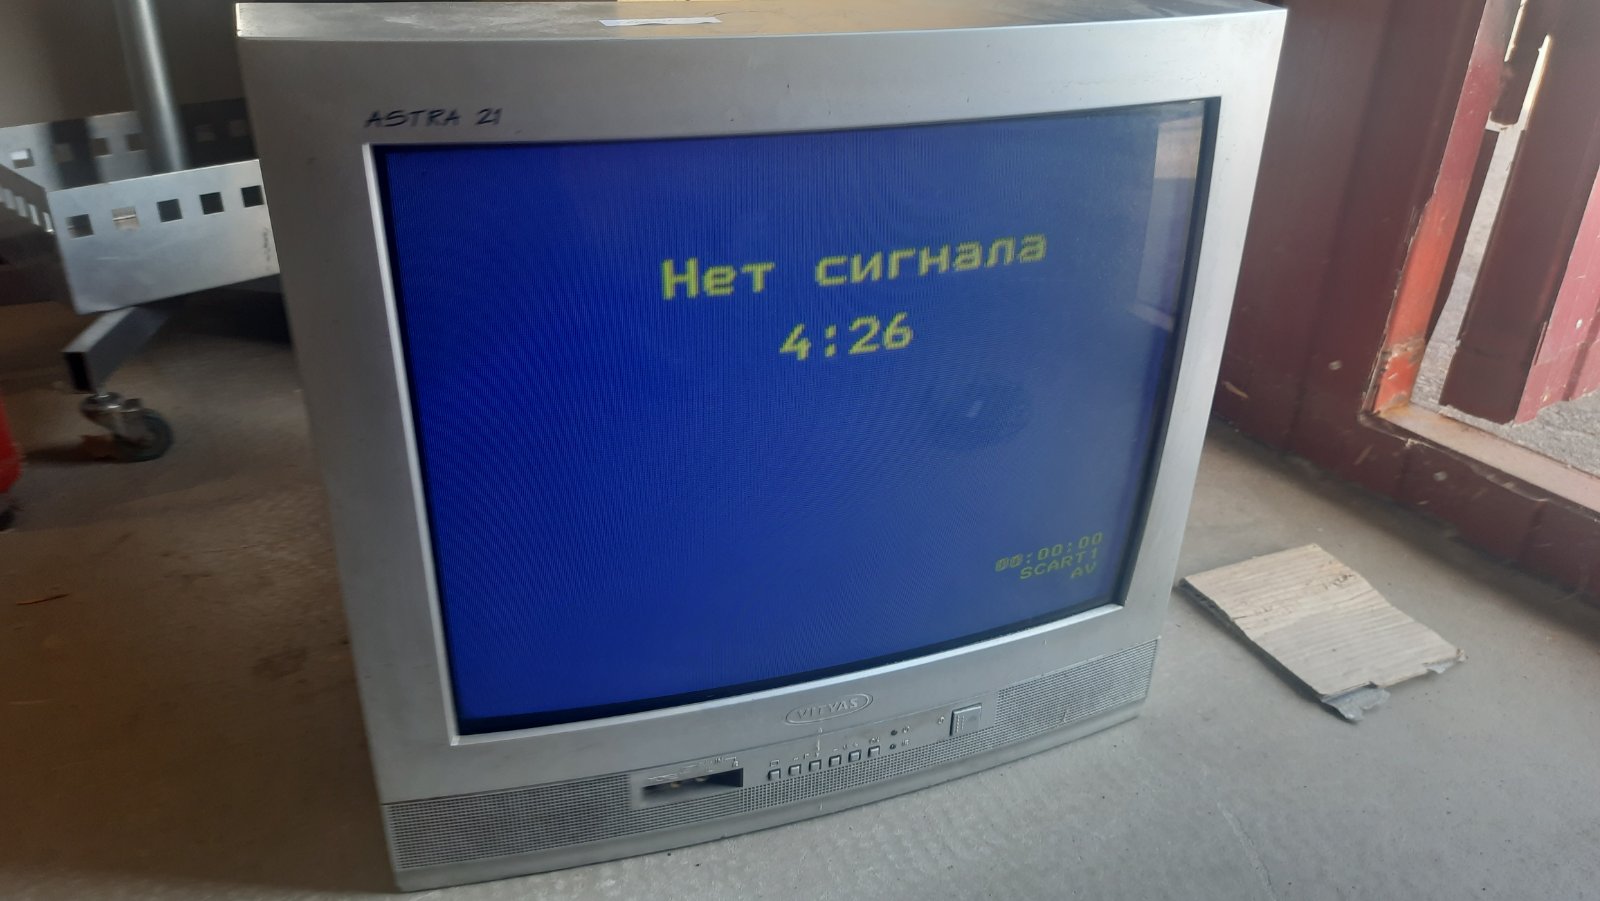 ASTRA 21
Нет сигнала
4:26
00:00:00
SCART1
AV
VITYAS